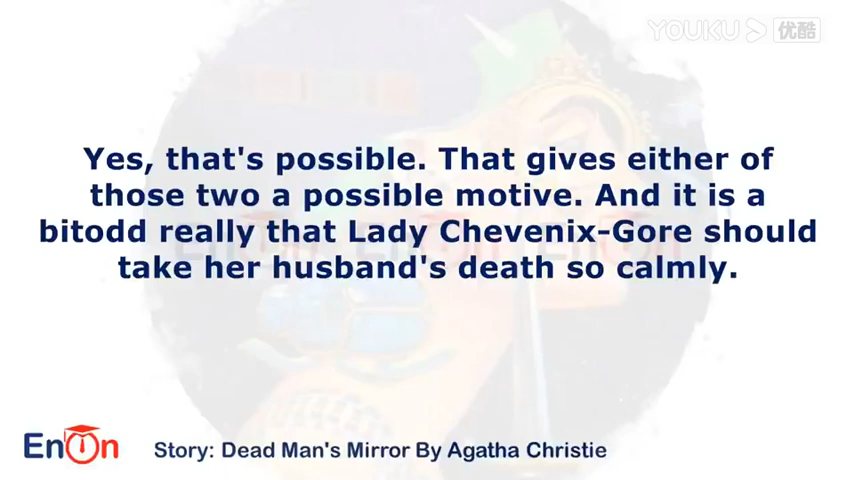 YOUKU 优酷
Yes, that's possible. That gives either of
those two a possible motive. And it is a
bitodd really that Lady Chevenix-Gore should
take her husband's death so calmly.
EnOn
Story: Dead Man's Mirror By Agatha Christie